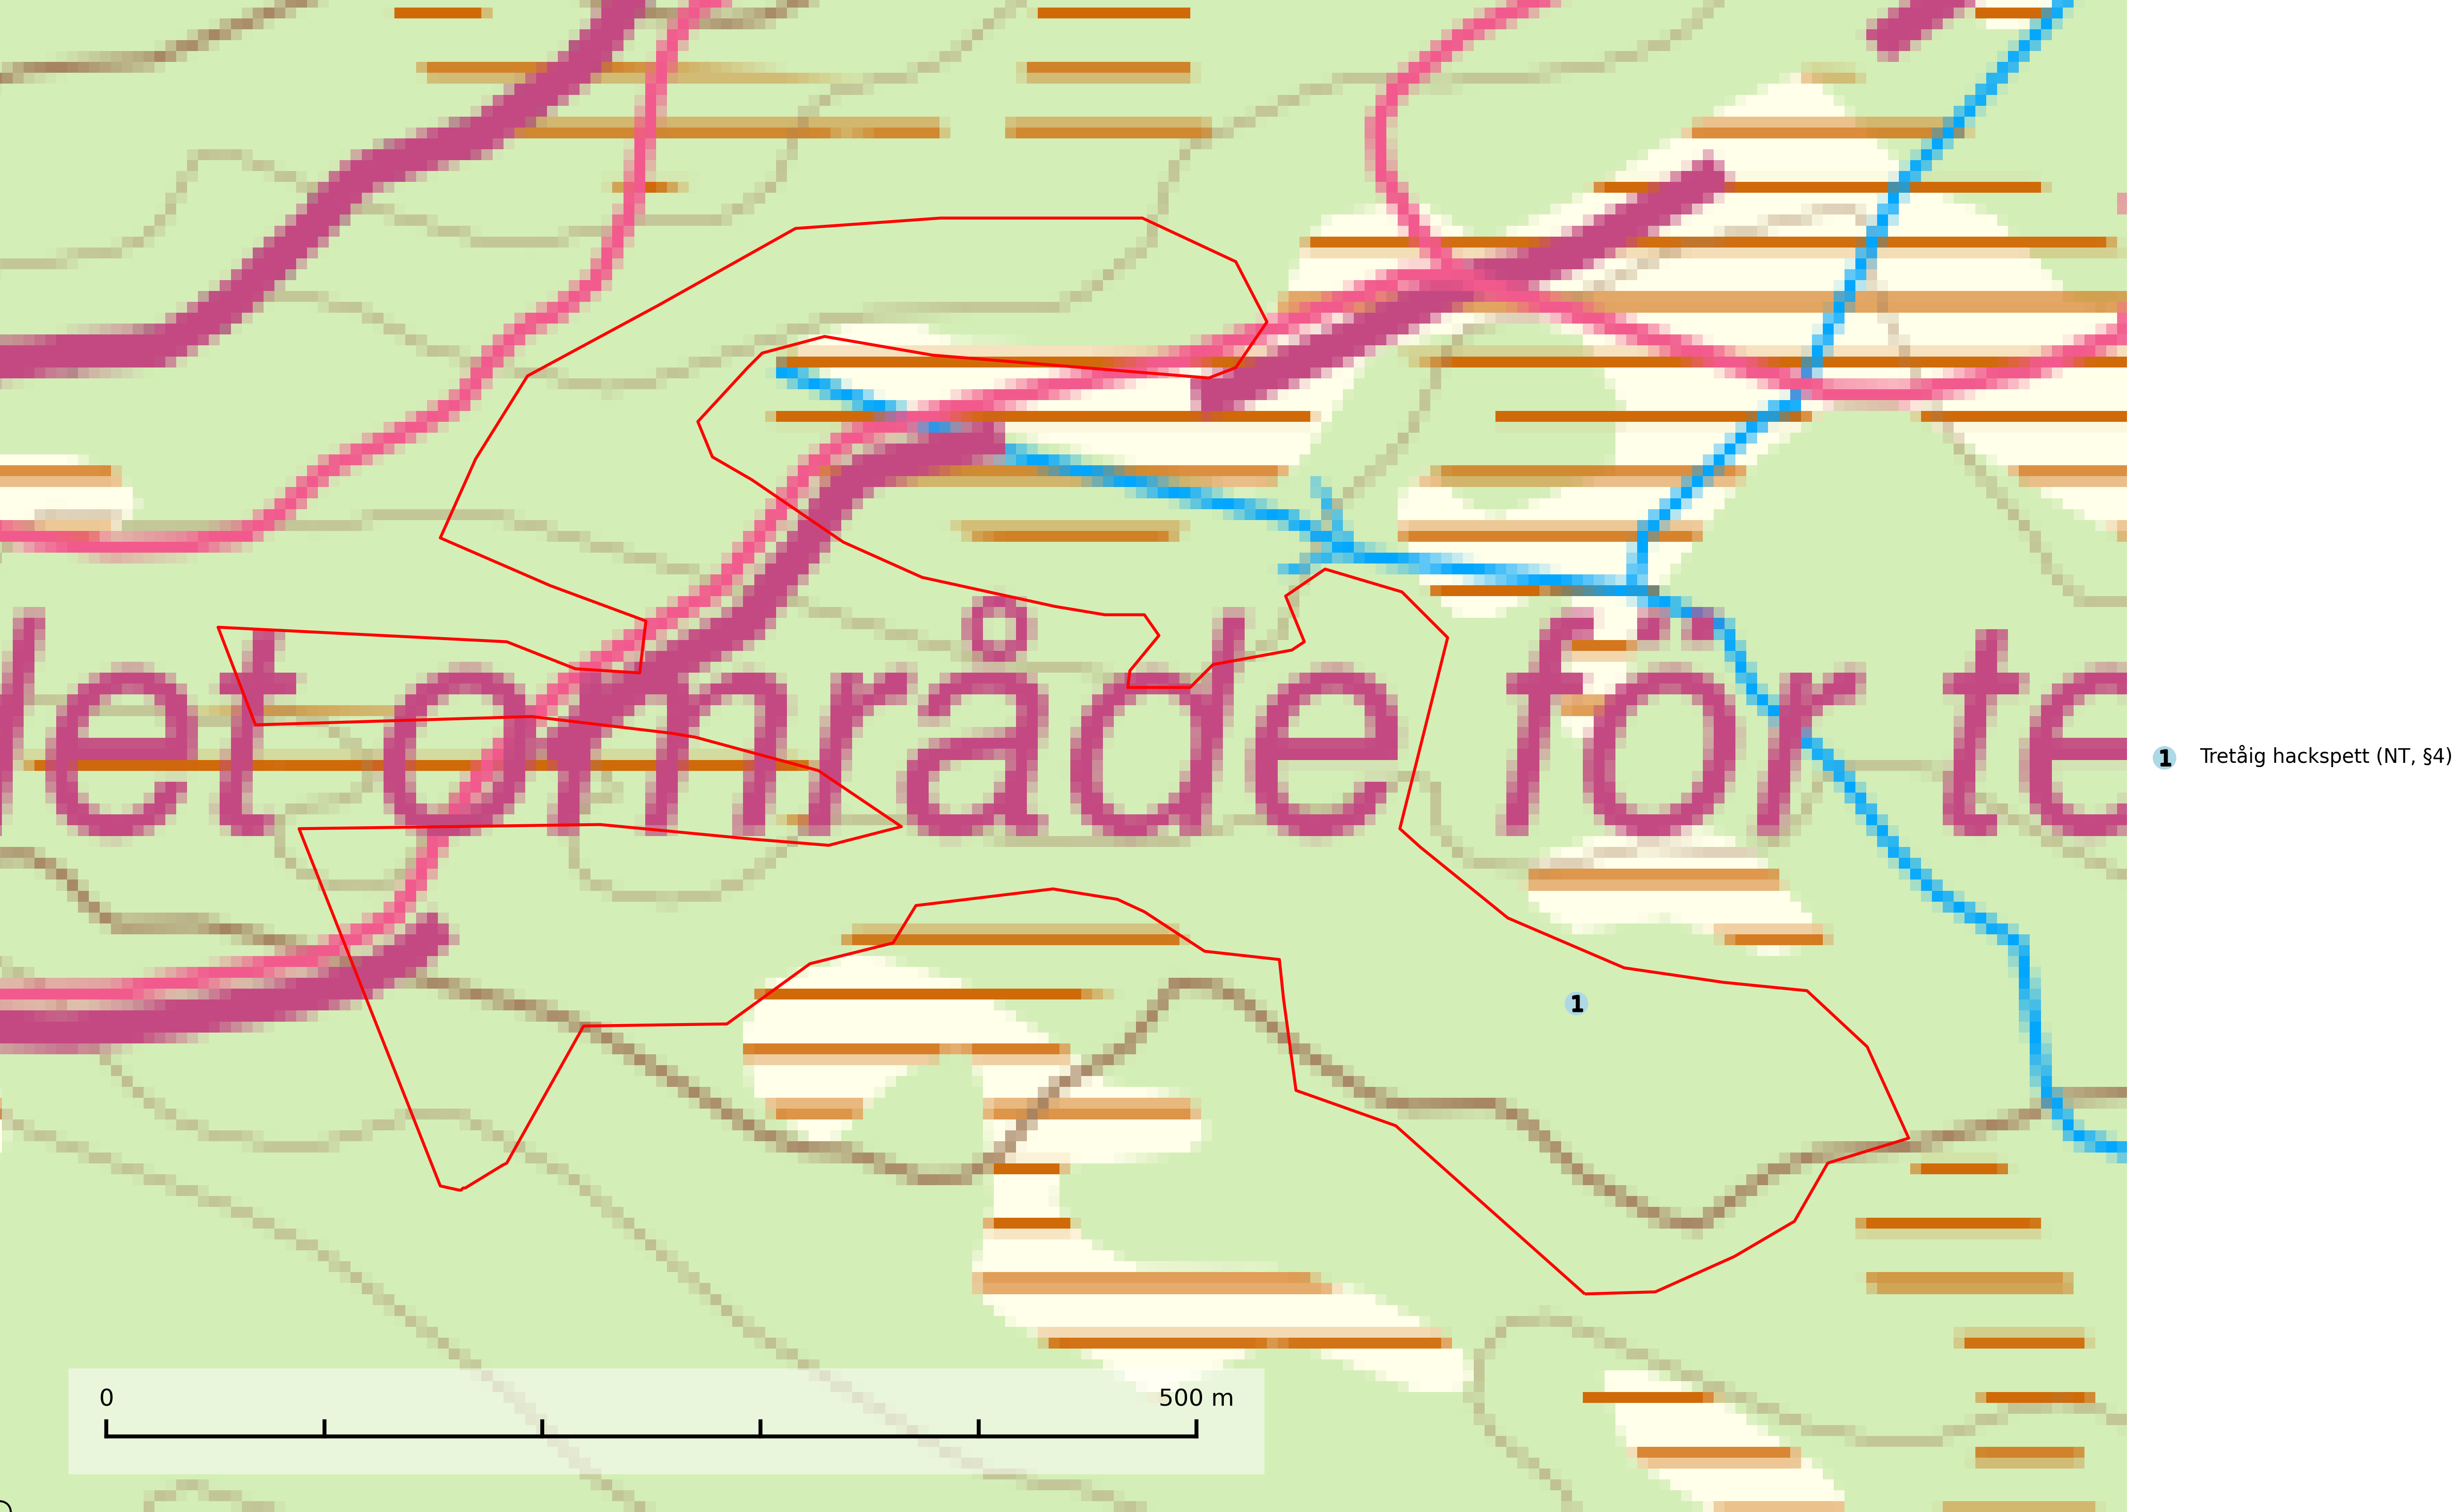 let område för te
1
1 Tretåig hackspett (NT, §4)
0 500 m